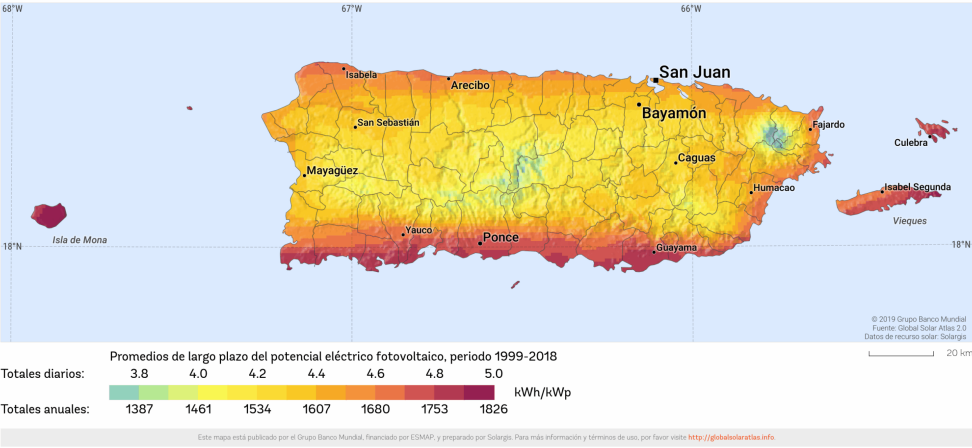 68°W 67°W 66°W
San Juan
Isabela
Arecibo
Bayamón
San Sebastián
Fajardo
Culebra
Caguas
Mayagüez
Humacao
Isabel Segunda
Vieques
Yauco
Ponce
Isla de Mona
18°N 18°N
Guayama
© 2019 Grupo Banco Mundial
Fuente: Global Solar Atlas 2.0
Datos de recurso solar: Solargis
20 km
Promedios de largo plazo del potencial eléctrico fotovoltaico, periodo 1999-2018
Totales diarios: 3.8 4.0 4.2 4.4 4.6 4.8 5.0
kWh/kWp
Totales anuales: 1387 1461 1534 1607 1680 1753 1826
Este mapa está publicado por el Grupo Banco Mundial, financiado por ESMAP, y preparado por Solargis. Para más información y términos de uso, por favor visite http://globalsolaratlas.info.